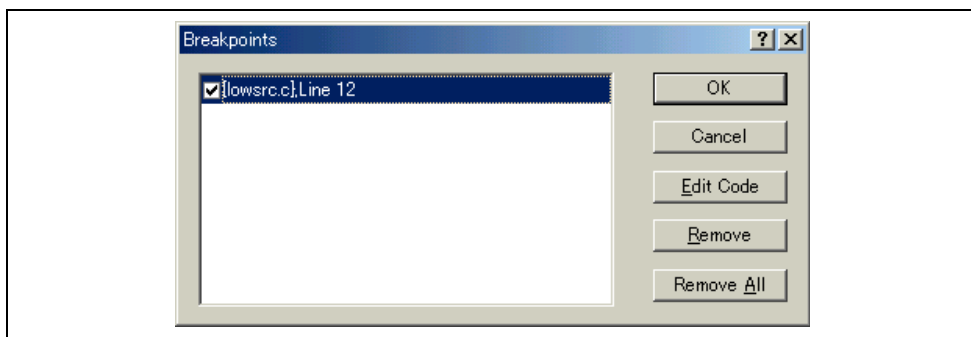 Breakpoints
{lowsrc.c},Line 12
OK
Cancel
Edit Code
Remove
Remove All